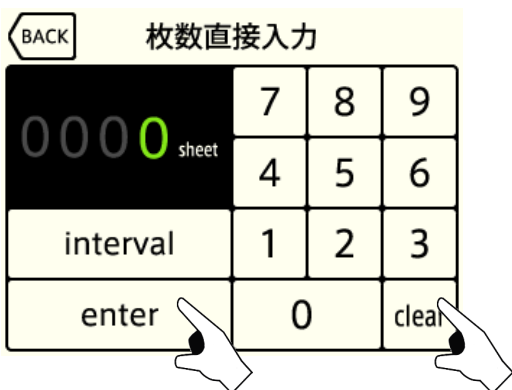 BACK 枚数直接入力
7 8 9
0000 sheet
4 5 6
interval 1 2 3
enter 0 clear